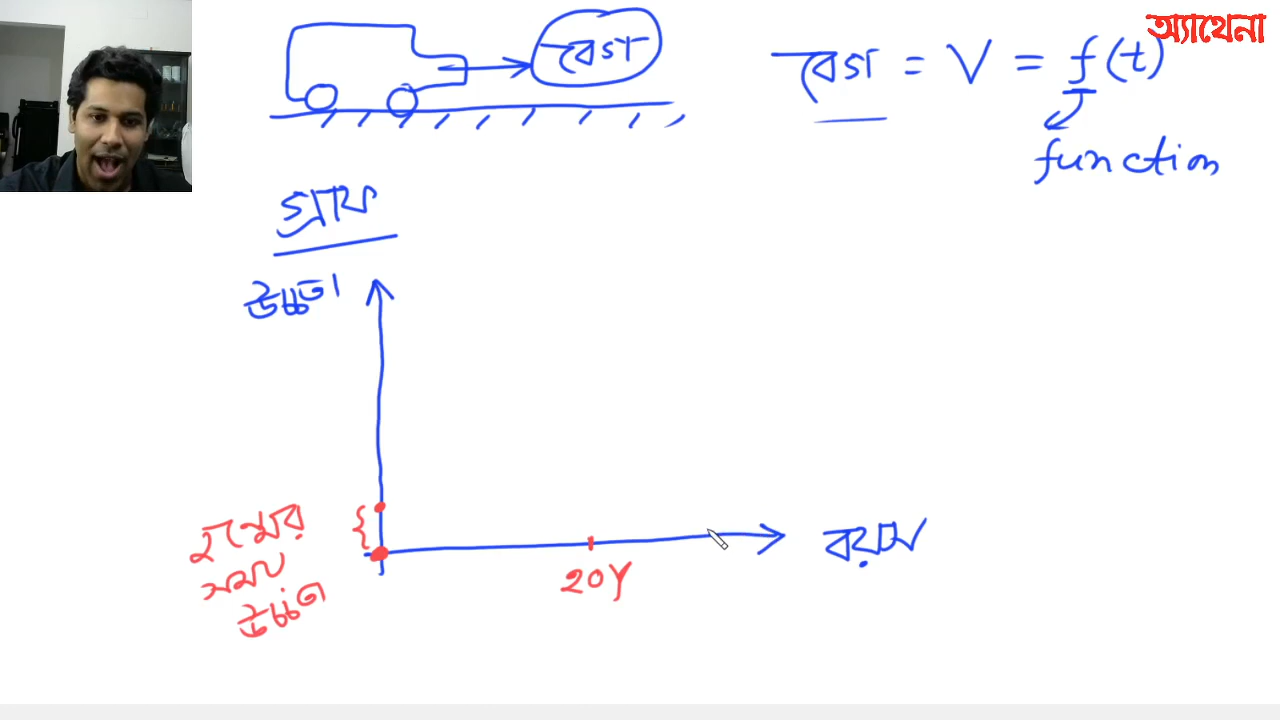 অ্যাথেনা
বেগ
বেগ = V = f(t)
function
গ্রাফ
উচ্চতা
জন্মের
সময়
উচ্চতা
20Y
বয়স